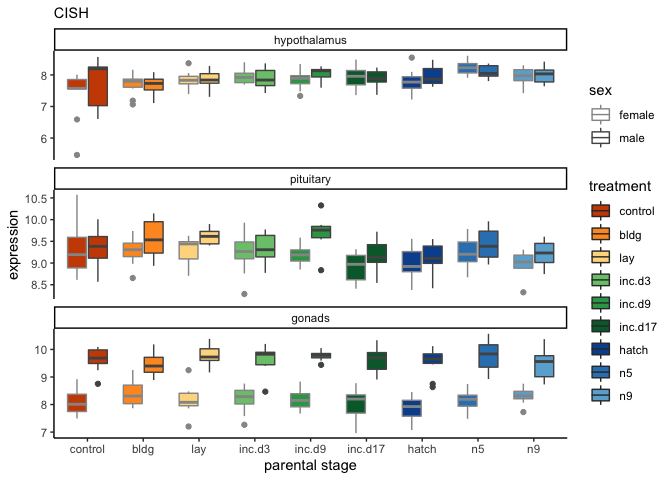 CISH
hypothalamus
8
7
6
pituitary
10.5
10.0
9.5
9.0
8.5
gonads
10
9
8
7
control bldg lay inc.d3 inc.d9 inc.d17 hatch n5 n9
parental stage
expression
sex
female
male
treatment
control
bldg
lay
inc.d3
inc.d9
inc.d17
hatch
n5
n9